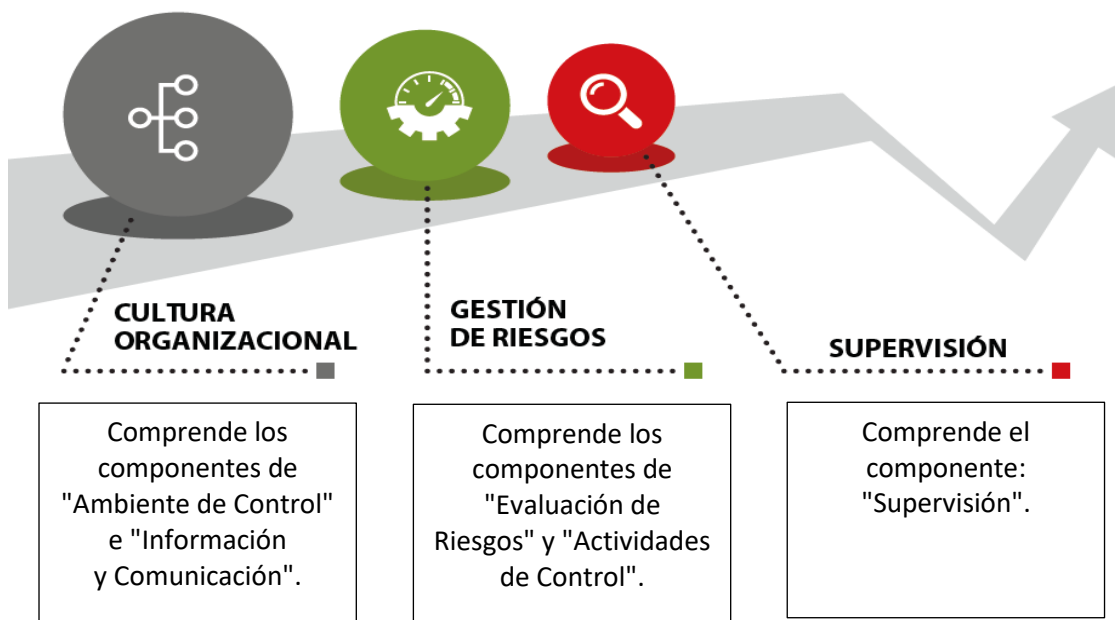 CULTURA
ORGANIZACIONAL
Comprende los
componentes de
"Ambiente de Control"
e "Información
y Comunicación".
GESTIÓN
DE RIESGOS
Comprende los
componentes de
"Evaluación de
Riesgos" y "Actividades
de Control".
SUPERVISIÓN
Comprende el
componente:
"Supervisión".